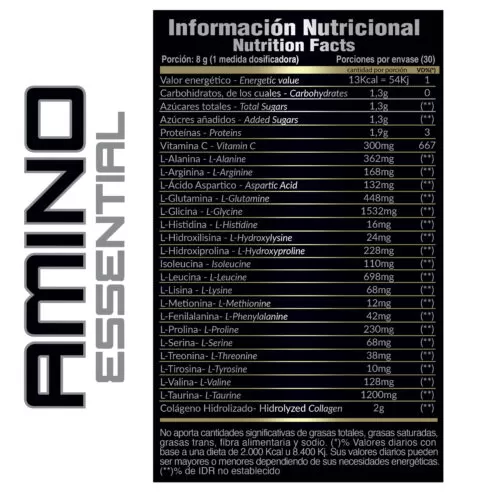 AMINO
ESSENTIAL
Información Nutricional
Nutrition Facts
Porción: 8 g (1 medida dosificadora) Porciones por envase (30)
cantidad por porción VD%(*)
Valor energético - Energetic value 13Kcal = 54Kj 1
Carbohidratos, de los cuales - Carbohydrates 1,3g 0
Azúcares totales - Total Sugars 1,3g (**)
Azúcres añadidos - Added Sugars 1,3g (**)
Proteínas - Proteins 1,9g 3
Vitamina C - Vitamin C 300mg 667
L-Alanina - L-Alanine 362mg (**)
L-Arginina - L-Arginine 168mg (**)
L-Ácido Aspartico - Aspartic Acid 132mg (**)
L-Glutamina - L-Glutamine 448mg (**)
L-Glicina - L-Glycine 1532mg (**)
L-Histidina - L-Histidine 16mg (**)
L-Hidroxilisina - L-Hydroxylysine 24mg (**)
L-Hidroxiprolina - L-Hydroxyproline 228mg (**)
Isoleucina - Isoleucine 110mg (**)
L-Leucina - L-Leucine 698mg (**)
L-Lisina - L-Lysine 68mg (**)
L-Metionina- L-Methionine 12mg (**)
L-Fenilalanina- L-Phenylalanine 42mg (**)
L-Prolina- L-Proline 230mg (**)
L-Serina- L-Serine 68mg (**)
L-Treonina- L-Threonine 38mg (**)
L-Tirosina- L-Tyrosine 10mg (**)
L-Valina- L-Valine 128mg (**)
L-Taurina- L-Taurine 1200mg (**)
Colágeno Hidrolizado- Hidrolyzed Collagen 2g (**)
No aporta cantidades significativas de grasas totales, grasas saturadas,
grasas trans, fibra alimentaria y sodio. (*)% Valores diarios con
base a una dieta de 2.000 Kcal u 8.400 Kj. Sus valores diarios pueden
ser mayores o menores dependiendo de sus necesidades energéticas.
(**)% de IDR no establecido